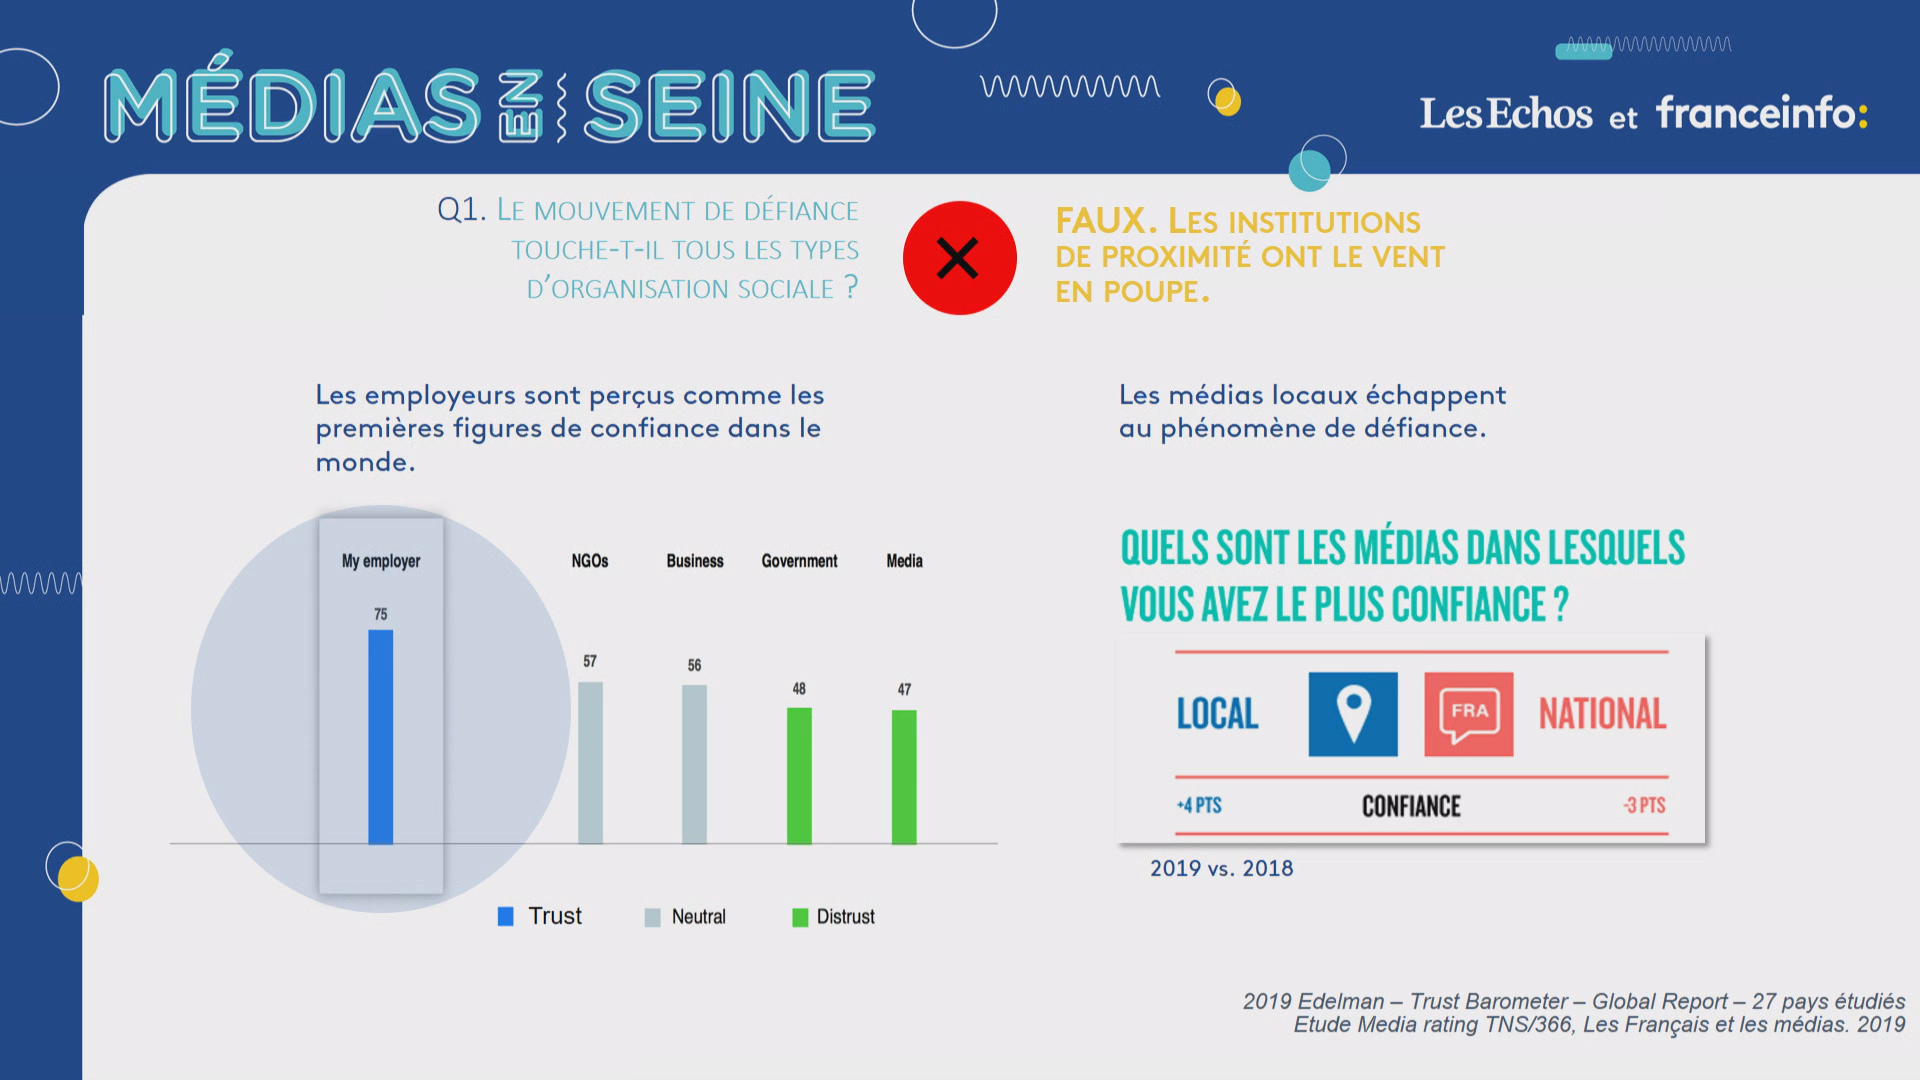 MÉDIAS EN SEINE
LesEchos et franceinfo:
Q1. LE MOUVEMENT DE DÉFIANCE
TOUCHE-T-IL TOUS LES TYPES
D'ORGANISATION SOCIALE ?
FAUX. LES INSTITUTIONS
DE PROXIMITÉ ONT LE VENT
EN POUPE.
Les employeurs sont perçus comme les
premières figures de confiance dans le
monde.
My employer
NGOs
Business
Government
Media
75
57
56
48
47
Trust
Neutral
Distrust
Les médias locaux échappent
au phénomène de défiance.
QUELS SONT LES MÉDIAS DANS LESQUELS
VOUS AVEZ LE PLUS CONFIANCE ?
LOCAL
FRA
NATIONAL
+4 PTS
CONFIANCE
-3 PTS
2019 vs. 2018
2019 Edelman – Trust Barometer – Global Report – 27 pays étudiés
Etude Media rating TNS/366, Les Français et les médias. 2019